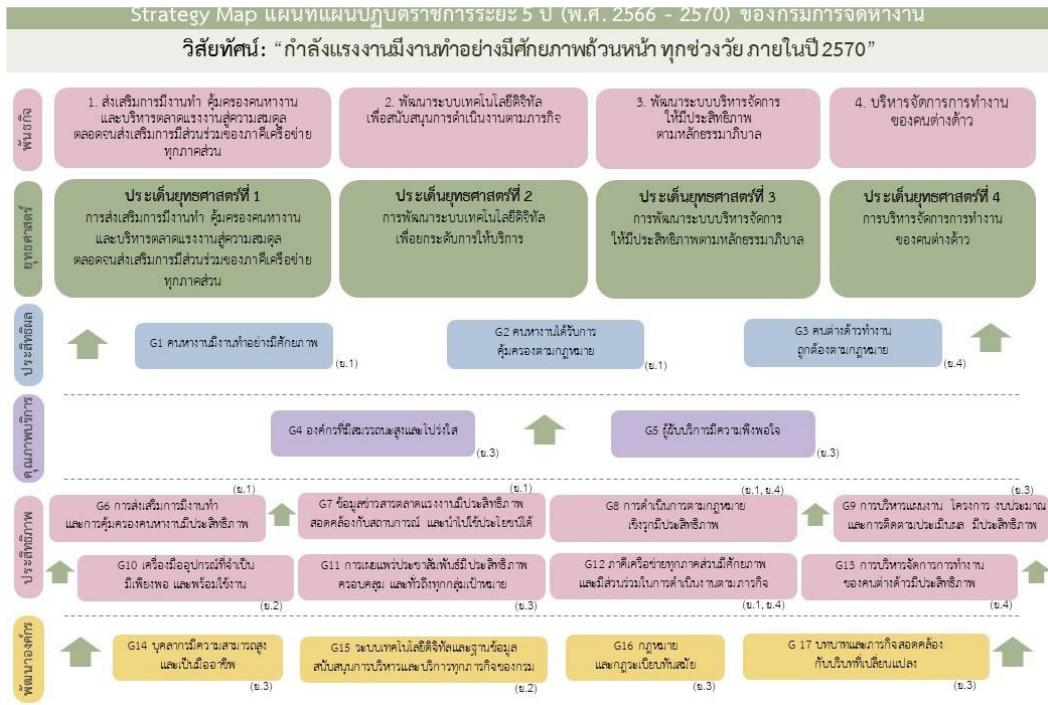 Strategy Map แผนที่แผนปฏิบัติราชการระยะ 5 ปี (พ.ศ. 2566 - 2570) ของกรมการจัดหางาน
วิสัยทัศน์ : “กำลังแรงงานมีงานทำอย่างมีศักยภาพถ้วนหน้า ทุกช่วงวัย ภายในปี 2570”
พันธกิจ
1. ส่งเสริมการมีงานทำ คุ้มครองคนหางาน
และบริหารตลาดแรงงานสู่ความสมดุล
ตลอดจนส่งเสริมการมีส่วนร่วมของภาคีเครือข่าย
ทุกภาคส่วน
2. พัฒนาระบบเทคโนโลยีดิจิทัล
เพื่อสนับสนุนการดำเนินงานตามภารกิจ
3. พัฒนาระบบบริหารจัดการ
ให้มีประสิทธิภาพ
ตามหลักธรรมาภิบาล
4. บริหารจัดการการทำงาน
ของคนต่างด้าว
ยุทธศาสตร์
ประเด็นยุทธศาสตร์ที่ 1
การส่งเสริมการมีงานทำ คุ้มครองคนหางาน
และบริหารตลาดแรงงานสู่ความสมดุล
ตลอดจนส่งเสริมการมีส่วนร่วมของภาคีเครือข่าย
ทุกภาคส่วน
ประเด็นยุทธศาสตร์ที่ 2
การพัฒนาระบบเทคโนโลยีดิจิทัล
เพื่อยกระดับการให้บริการ
ประเด็นยุทธศาสตร์ที่ 3
การพัฒนาระบบบริหารจัดการ
ให้มีประสิทธิภาพตามหลักธรรมาภิบาล
ประเด็นยุทธศาสตร์ที่ 4
การบริหารจัดการการทำงาน
ของคนต่างด้าว
ประสิทธิผล
G1 คนหางานมีงานทำอย่างมีศักยภาพ
(ย.1)
G2 คนหางานได้รับการ
คุ้มครองตามกฎหมาย
(ย.1)
G3 คนต่างด้าวทำงาน
ถูกต้องตามกฎหมาย
(ย.4)
คุณภาพบริการ
G4 องค์กรที่มีสมรรถนะสูงและโปร่งใส
(ย.3)
G5 ผู้รับบริการมีความพึงพอใจ
(ย.3)
ประสิทธิภาพ
(ย.1)
G6 การส่งเสริมการมีงานทำ
และการคุ้มครองคนหางานมีประสิทธิภาพ
(ย.1)
G7 ข้อมูลข่าวสารตลาดแรงงานมีประสิทธิภาพ
สอดคล้องกับสถานการณ์ และนำไปใช้ประโยชน์ได้
(ย.1, ย.4)
G8 การดำเนินการตามกฎหมาย
เชิงรุกมีประสิทธิภาพ
(ย.3)
G9 การบริหารแผนงาน โครงการ งบประมาณ
และการติดตามประเมินผล มีประสิทธิภาพ
G10 เครื่องมืออุปกรณ์ที่จำเป็น
มีเพียงพอ และพร้อมใช้งาน
(ย.2)
G11 การเผยแพร่ประชาสัมพันธ์มีประสิทธิภาพ
ครอบคลุม และทั่วถึงทุกกลุ่มเป้าหมาย
(ย.3)
G12 ภาคีเครือข่ายทุกภาคส่วนมีศักยภาพ
และมีส่วนร่วมในการดำเนินงานตามภารกิจ
(ย.1, ย.4)
G13 การบริหารจัดการการทำงาน
ของคนต่างด้าวมีประสิทธิภาพ
(ย.4)
พัฒนาองค์กร
G14 บุคลากรมีความสามารถสูง
และเป็นมืออาชีพ
(ย.3)
G15 ระบบเทคโนโลยีดิจิทัลและฐานข้อมูล
สนับสนุนการบริหารและบริการทุกภารกิจของกรม
(ย.2)
G16 กฎหมาย
และกฎระเบียบทันสมัย
(ย.3)
G 17 บทบาทและภารกิจสอดคล้อง
กับบริบทที่เปลี่ยนแปลง
(ย.3)